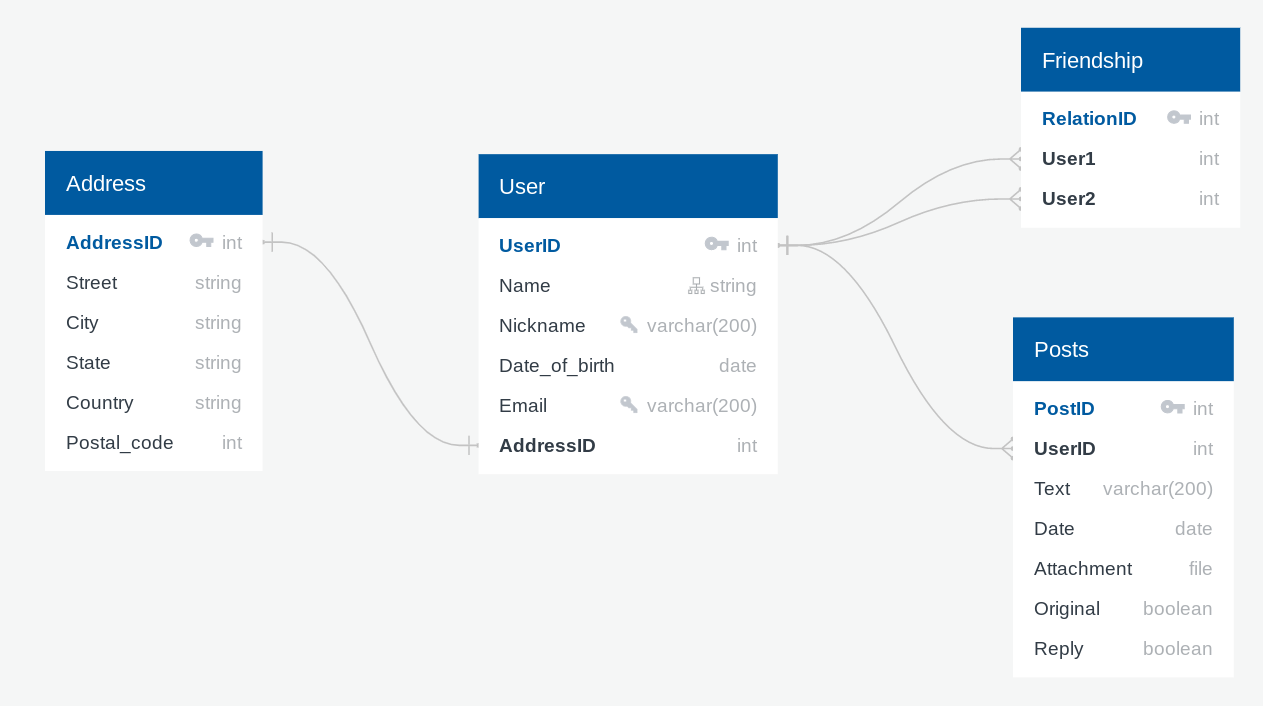 Address
AddressID int
Street string
City string
State string
Country string
Postal_code int
User
UserID int
Name string
Nickname varchar(200)
Date_of_birth date
Email varchar(200)
AddressID int
Friendship
RelationID int
User1 int
User2 int
Posts
PostID int
UserID int
Text varchar(200)
Date date
Attachment file
Original boolean
Reply boolean